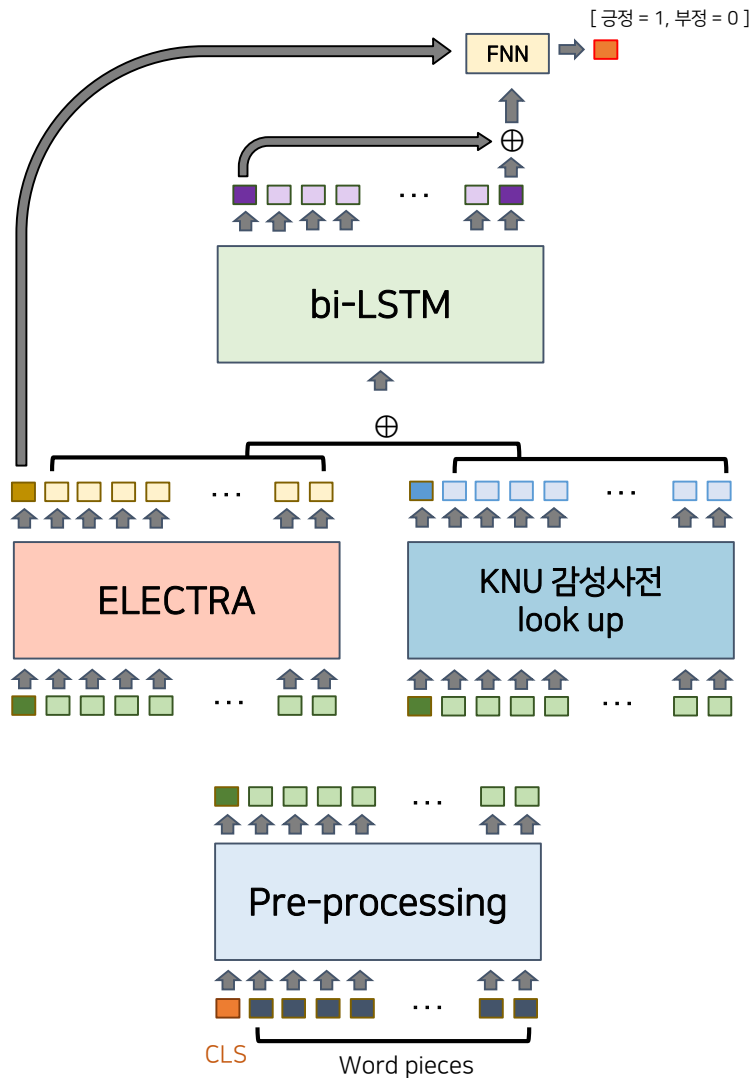 [ 긍정 = 1, 부정 = 0 ]
FNN
bi-LSTM
ELECTRA
KNU 감성사전
look up
Pre-processing
CLS
Word pieces